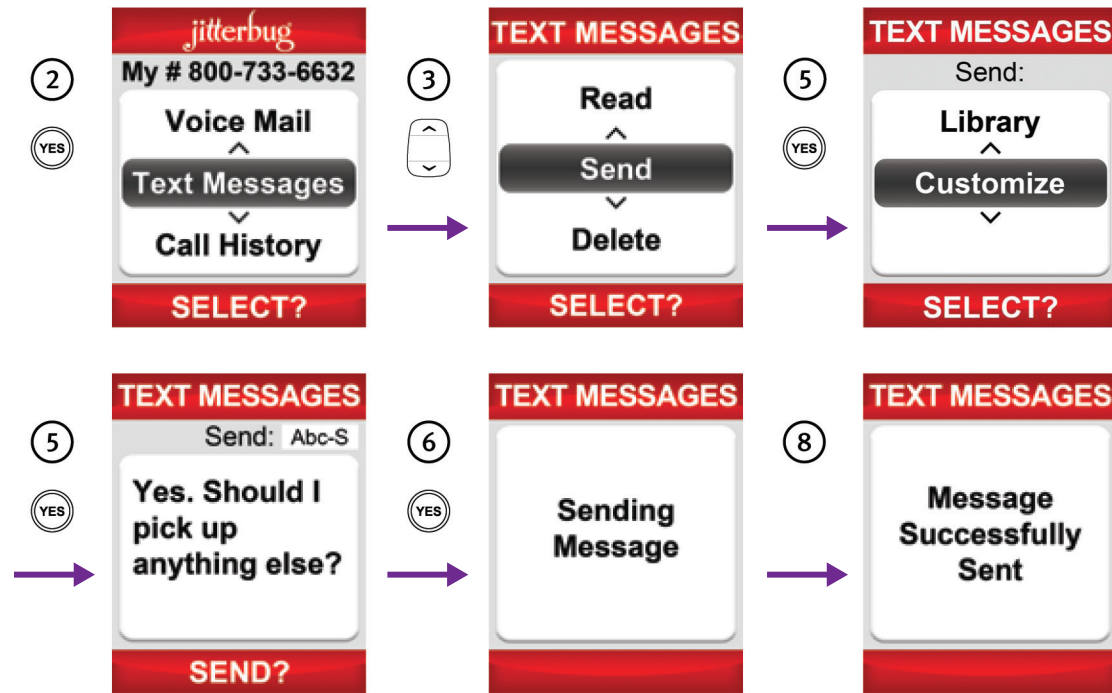 2
YES
jitterbug
My # 800-733-6632
Voice Mail
Text Messages
Call History
SELECT?
3
TEXT MESSAGES
Read
Send
Delete
SELECT?
5
YES
TEXT MESSAGES
Send:
Library
Customize
SELECT?
5
YES
TEXT MESSAGES
Send: Abc-S
Yes. Should I
pick up
anything else?
SEND?
6
YES
TEXT MESSAGES
Sending
Message
8
TEXT MESSAGES
Message
Successfully
Sent